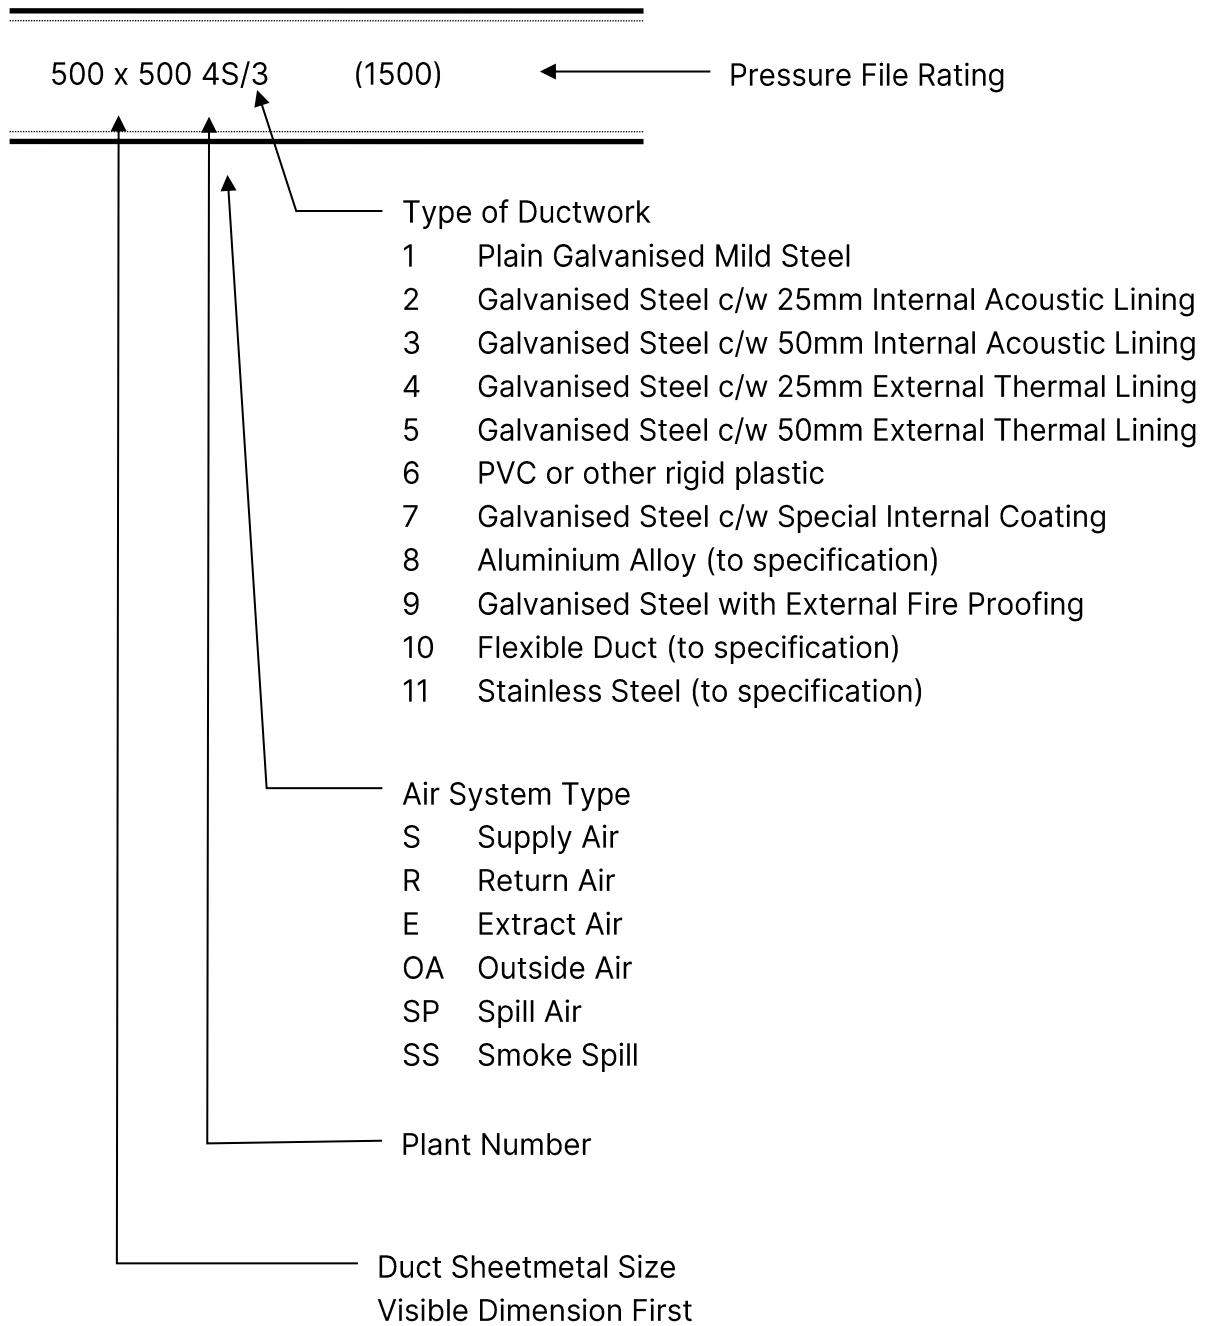 500 x 500 4S/3 (1500) Pressure File Rating
Type of Ductwork
1 Plain Galvanised Mild Steel
2 Galvanised Steel c/w 25mm Internal Acoustic Lining
3 Galvanised Steel c/w 50mm Internal Acoustic Lining
4 Galvanised Steel c/w 25mm External Thermal Lining
5 Galvanised Steel c/w 50mm External Thermal Lining
6 PVC or other rigid plastic
7 Galvanised Steel c/w Special Internal Coating
8 Aluminium Alloy (to specification)
9 Galvanised Steel with External Fire Proofing
10 Flexible Duct (to specification)
11 Stainless Steel (to specification)
Air System Type
S Supply Air
R Return Air
E Extract Air
OA Outside Air
SP Spill Air
SS Smoke Spill
Plant Number
Duct Sheetmetal Size
Visible Dimension First